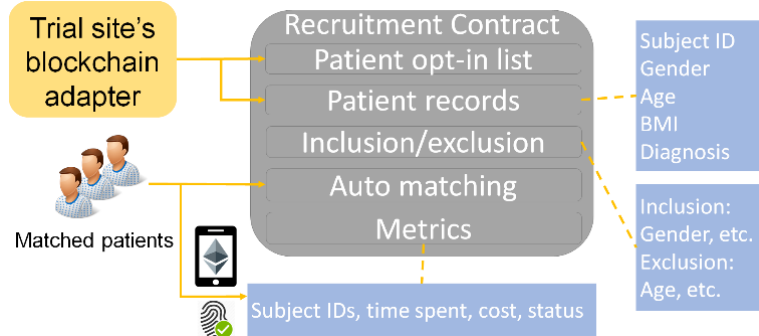 Trial site's
blockchain
adapter
Recruitment Contract
Patient opt-in list
Patient records
Inclusion/exclusion
Auto matching
Metrics
Subject ID
Gender
Age
BMI
Diagnosis
Inclusion:
Gender, etc.
Exclusion:
Age, etc.
Matched patients
Subject IDs, time spent, cost, status